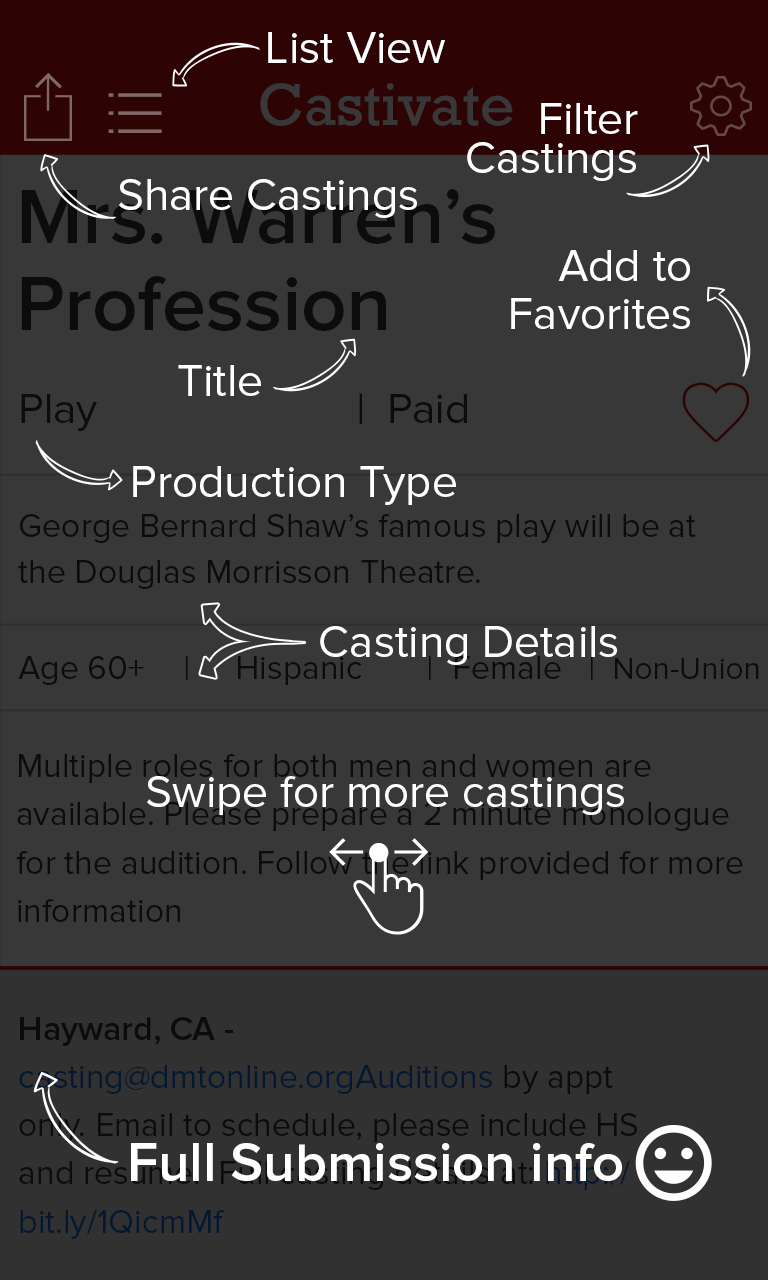 List View
Castivate
Filter
Castings
Share Castings
Mrs. Warren's
Profession
Add to
Favorites
Title
Play | Paid
Production Type
George Bernard Shaw's famous play will be at
the Douglas Morrisson Theatre.
Casting Details
Age 60+ | Hispanic | Female | Non-Union
Multiple roles for both men and women are
Swipe for more castings
available. Please prepare a 2 minute monologue
for the audition. Follow the link provided for more
information
Hayward, CA -
casting@dmtonline.orgAuditions by appt
only. Email to schedule, please include HS
Full Submission info
and resume. Full casting details at: http://
bit.ly/1QicmMf